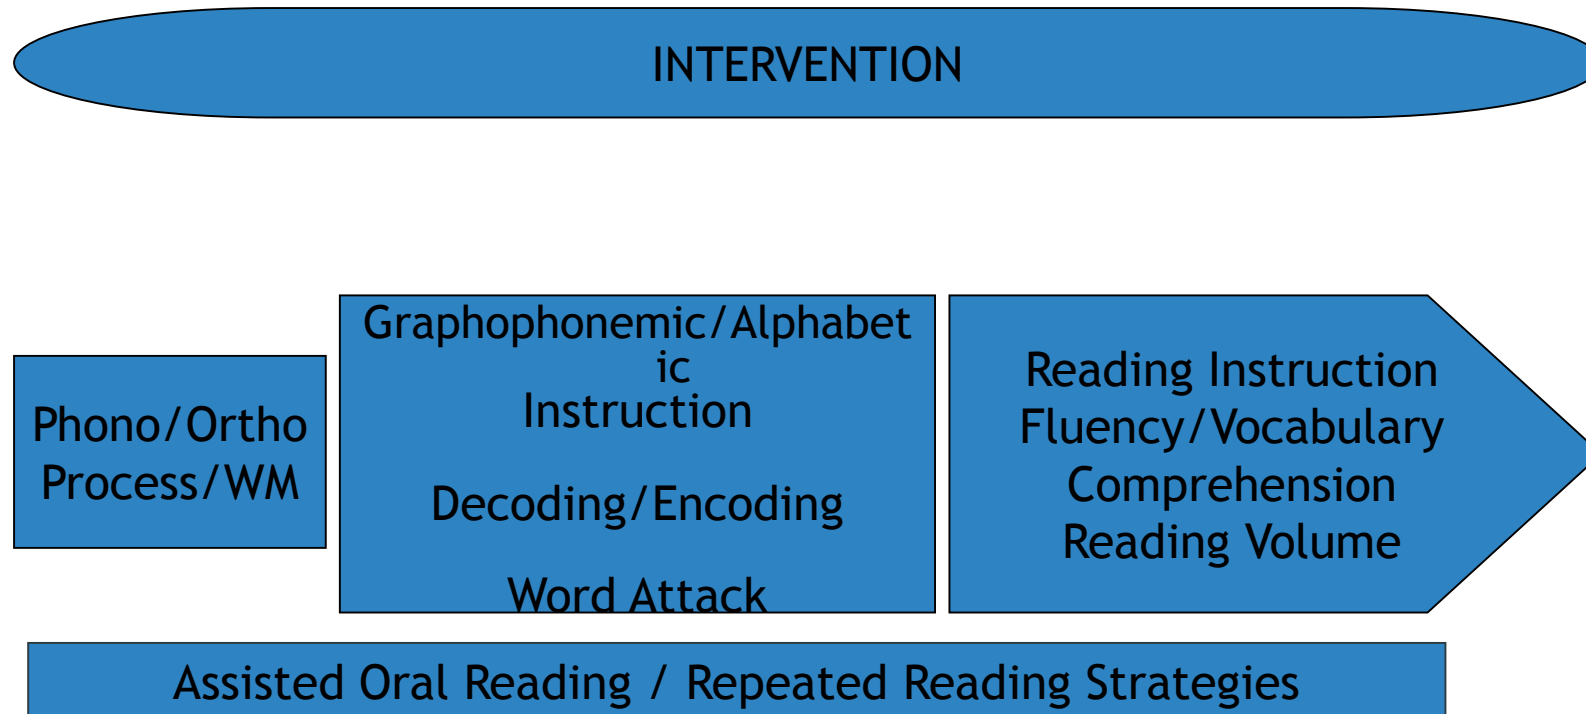 INTERVENTION
Phono/Ortho
Process/WM
Graphophonemic/Alphabet
ic
Instruction
Decoding/Encoding
Word Attack
Reading Instruction
Fluency/Vocabulary
Comprehension
Reading Volume
Assisted Oral Reading / Repeated Reading Strategies